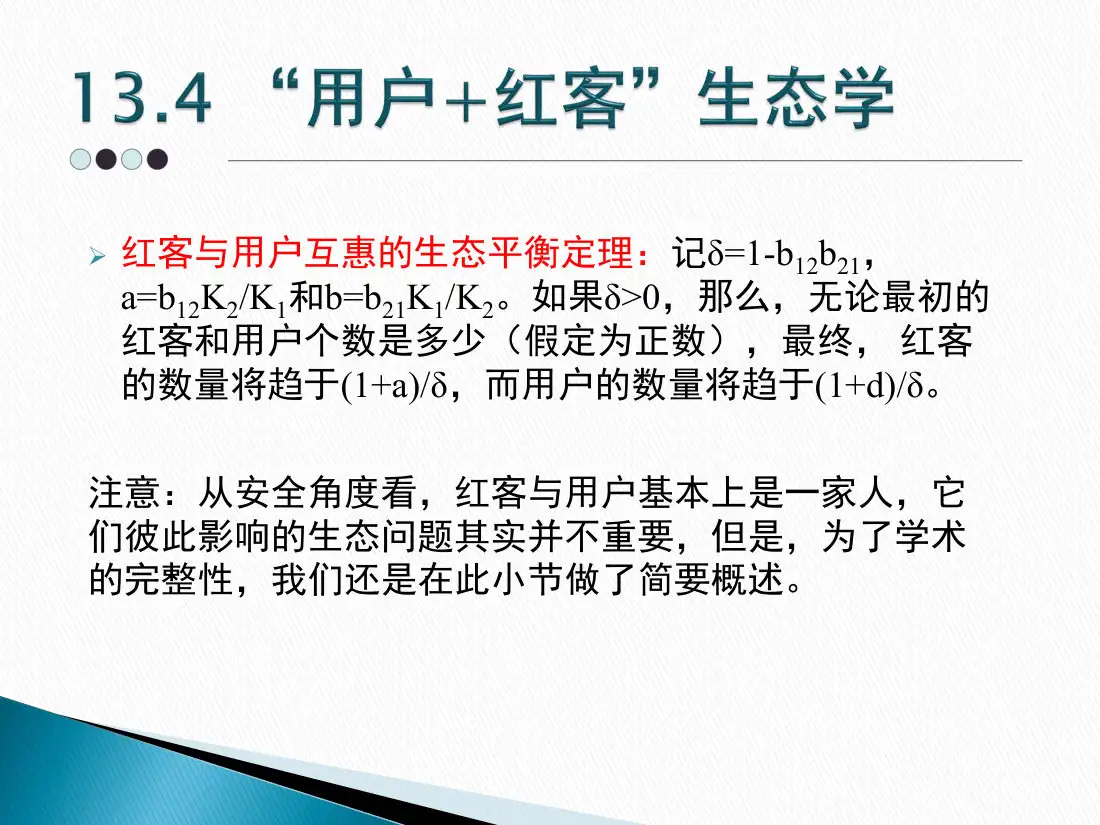 13.4 “用户+红客”生态学
红客与用户互惠的生态平衡定理：记δ=1-b₁₂b₂₁，
a=b₁₂K₂/K₁和b=b₂₁K₁/K₂。如果δ>0，那么，无论最初的
红客和用户个数是多少（假定为正数），最终， 红客
的数量将趋于(1+a)/δ，而用户的数量将趋于(1+d)/δ。
注意：从安全角度看，红客与用户基本上是一家人，它
们彼此影响的生态问题其实并不重要，但是，为了学术
的完整性，我们还是在此小节做了简要概述。